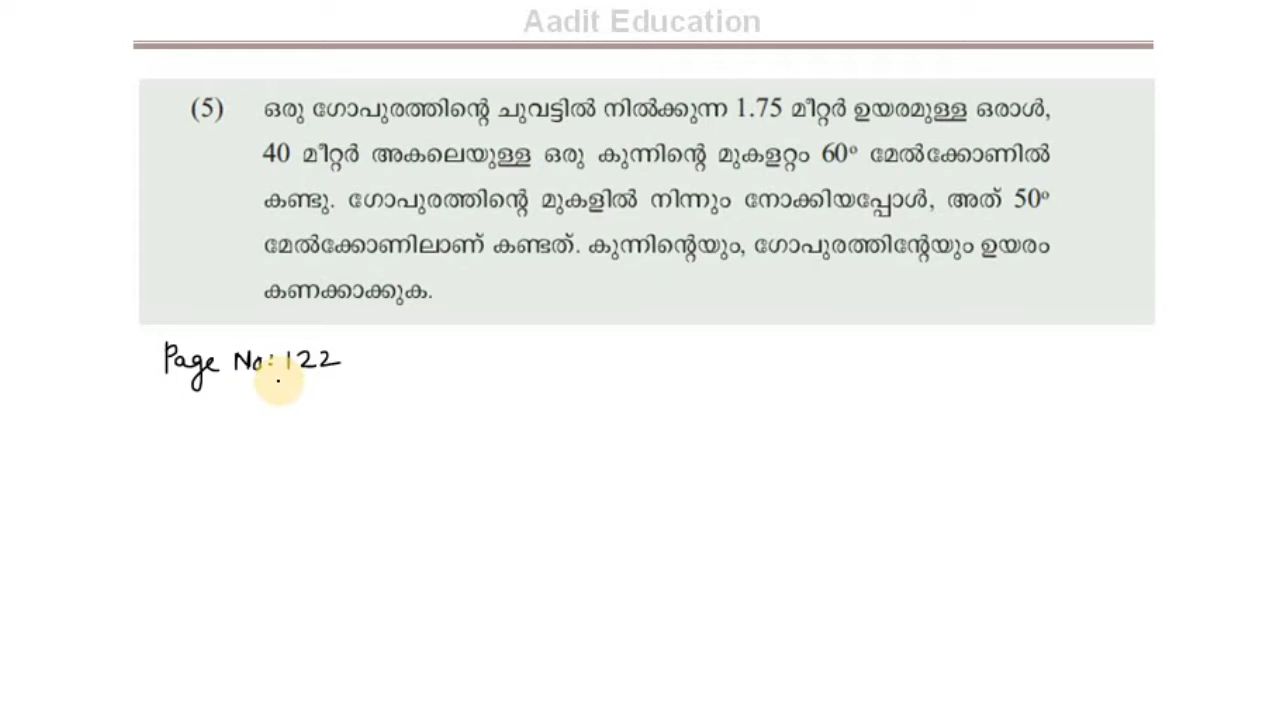 Aadit Education
(5) ഒരു ഗോപുരത്തിന്റെ ചുവട്ടിൽ നിൽക്കുന്ന 1.75 മീറ്റർ ഉയരമുള്ള ഒരാൾ,
40 മീറ്റർ അകലെയുള്ള ഒരു കുന്നിന്റെ മുകളറ്റം 60° മേൽക്കോണിൽ
കണ്ടു. ഗോപുരത്തിന്റെ മുകളിൽ നിന്നും നോക്കിയപ്പോൾ, അത് 50°
മേൽക്കോണിലാണ് കണ്ടത്. കുന്നിന്റെയും, ഗോപുരത്തിന്റേയും ഉയരം
കണക്കാക്കുക.
Page No: 122